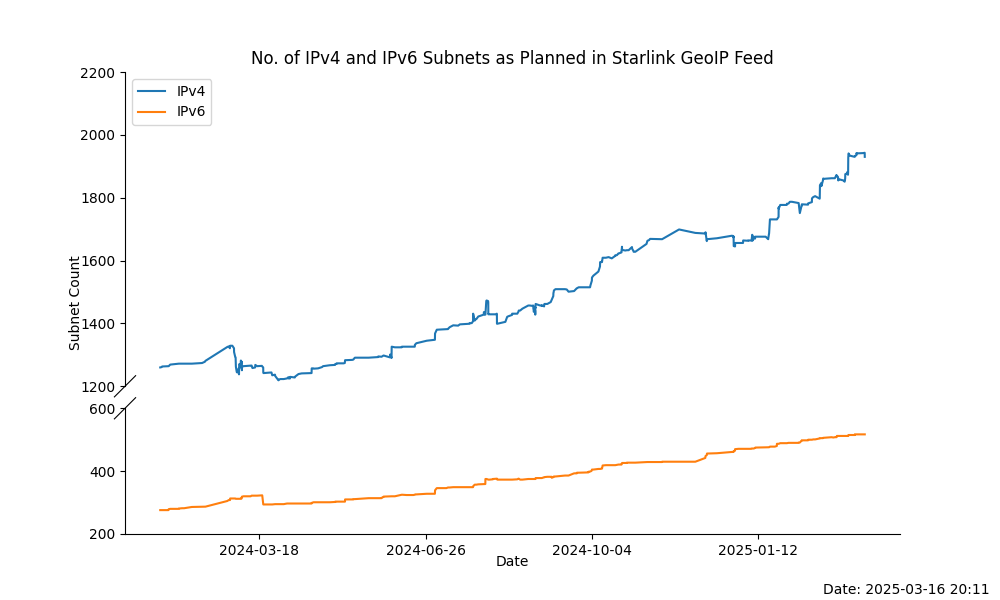 No. of IPv4 and IPv6 Subnets as Planned in Starlink GeoIP Feed
IPv4
IPv6
2200
2000
1800
1600
1400
1200
600
400
200
Subnet Count
2024-03-18
2024-06-26
2024-10-04
2025-01-12
Date
Date: 2025-03-16 20:11